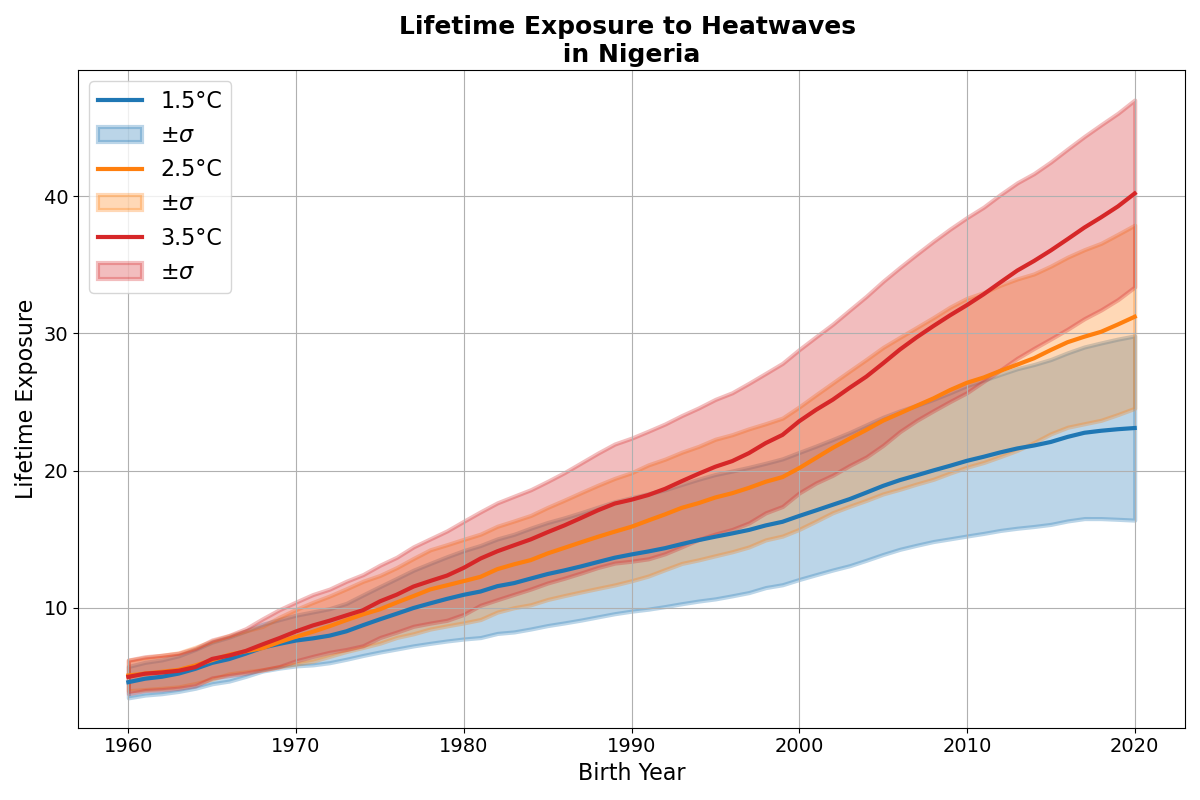 Lifetime Exposure to Heatwaves
in Nigeria
1.5°C
±σ
2.5°C
±σ
3.5°C
±σ
Lifetime Exposure
40
30
20
10
1960 1970 1980 1990 2000 2010 2020
Birth Year